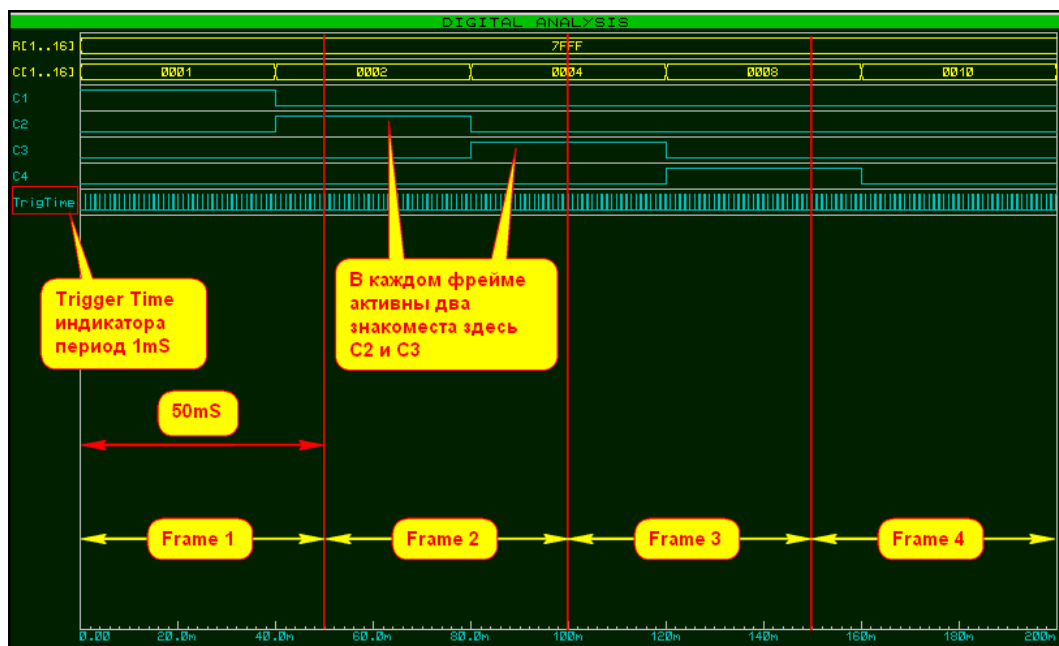 DIGITAL ANALYSIS
R[1..16] 7FFF
C[1..16] 0001 0002 0004 0008 0010
C1
C2
C3
C4
TrigTime
Trigger Time
индикатора
период 1mS
В каждом фрейме
активны два
знакоместа здесь
С2 и С3
50mS
Frame 1 Frame 2 Frame 3 Frame 4
0.00 20.0m 40.0m 60.0m 80.0m 100m 120m 140m 160m 180m 200m